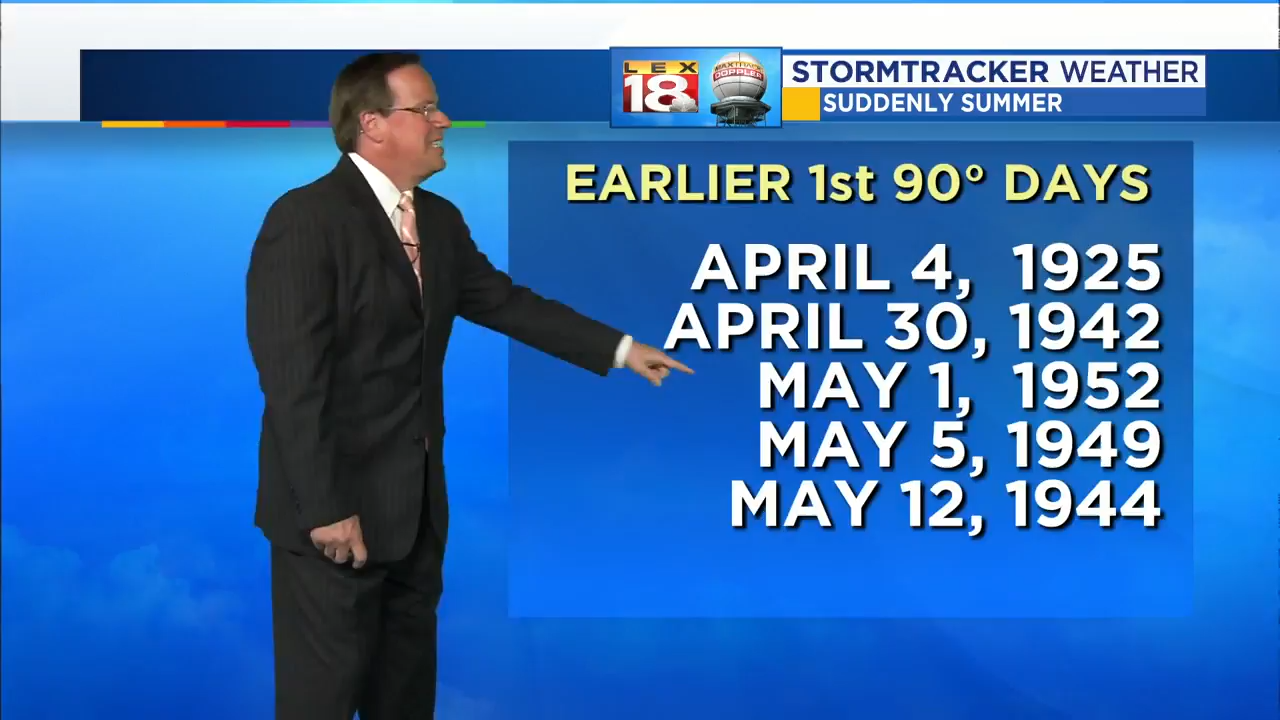 LEX
18
MAXTRACK
DOPPLER
STORMTRACKER WEATHER
SUDDENLY SUMMER
EARLIER 1st 90° DAYS
APRIL 4, 1925
APRIL 30, 1942
MAY 1, 1952
MAY 5, 1949
MAY 12, 1944